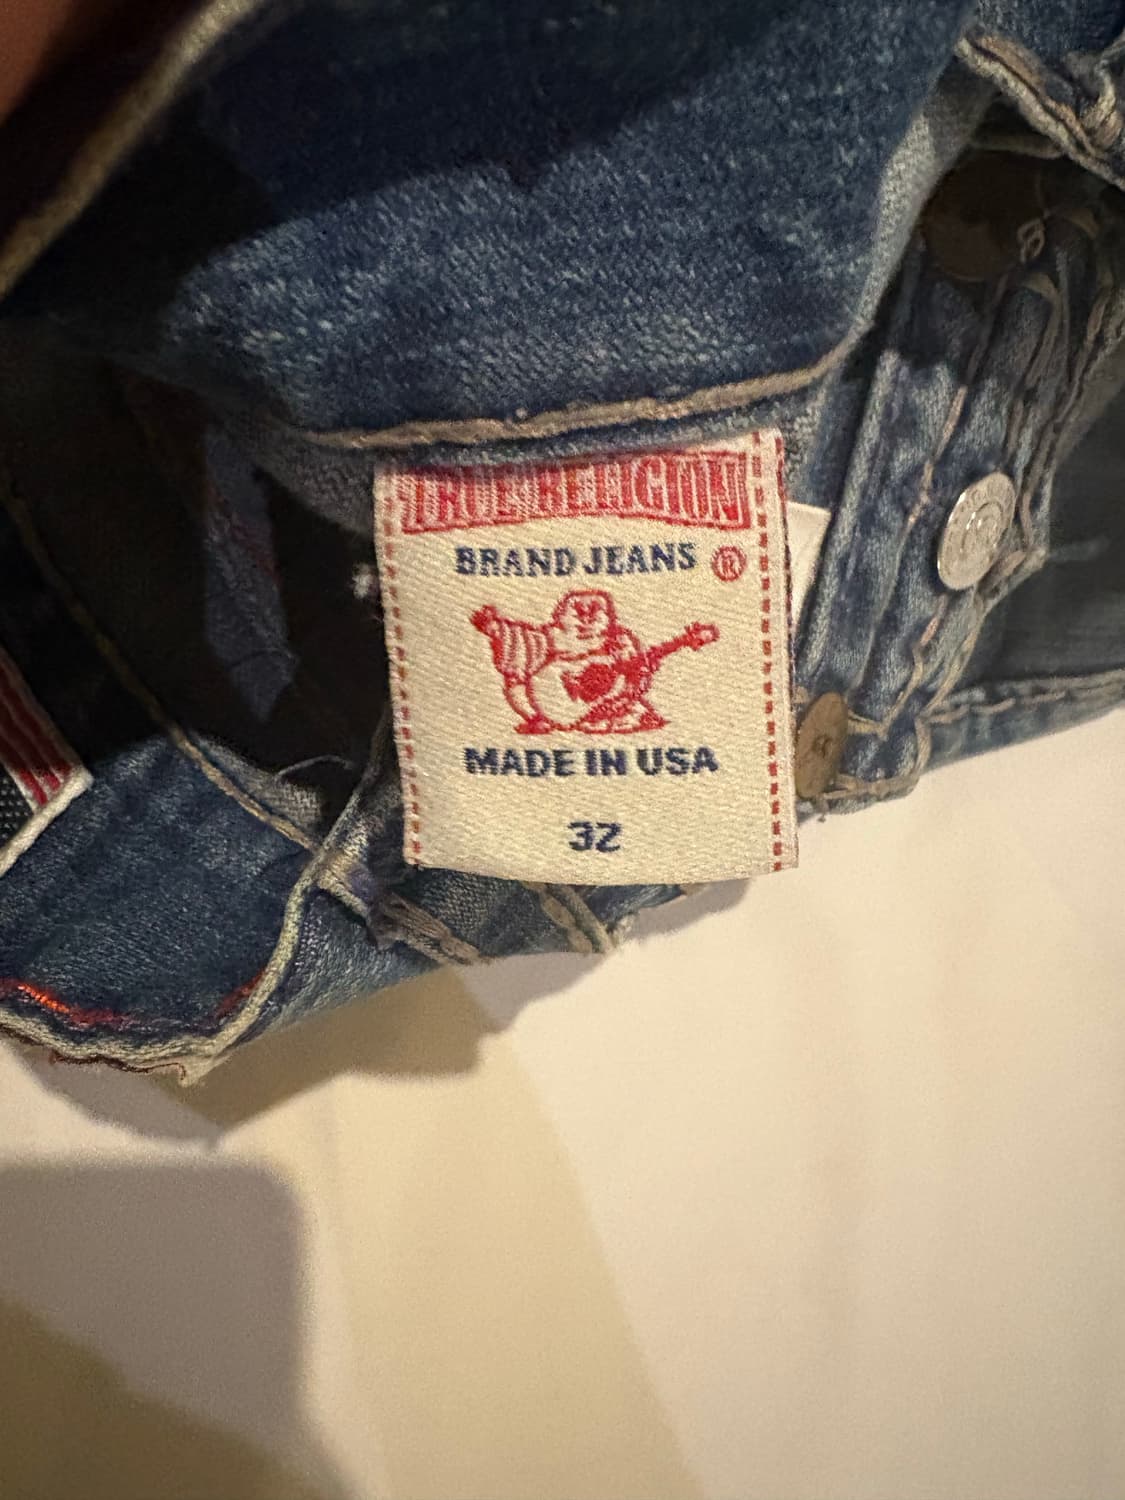 TRUE RELIGION
BRAND JEANS ®
MADE IN USA
32